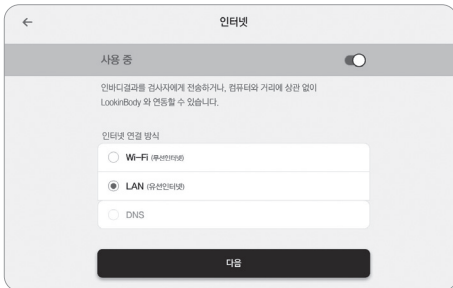 인터넷
사용 중
인바디결과를 검사자에게 전송하거나, 컴퓨터와 거리에 상관 없이
LookinBody 와 연동할 수 있습니다.
인터넷 연결 방식
Wi-Fi (무선인터넷)
LAN (유선인터넷)
DNS
다음